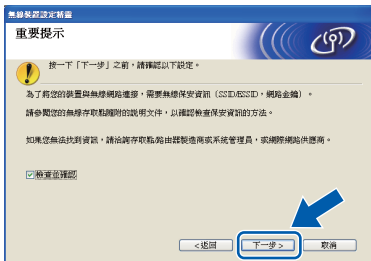 無線裝置設定精靈
重要提示
按一下「下一步」之前，請確認以下設定。
為了將您的裝置與無線網路連接，需要無線保安資訊（SSID/ESSID，網路金鑰）。
請參閱您的無線存取點隨附的說明文件，以確認檢查保安資訊的方法。
如果您無法找到資訊，請洽詢存取點/路由器製造商或系統管理員，或網際網路供應商。
檢查並確認
<返回
下一步>
取消